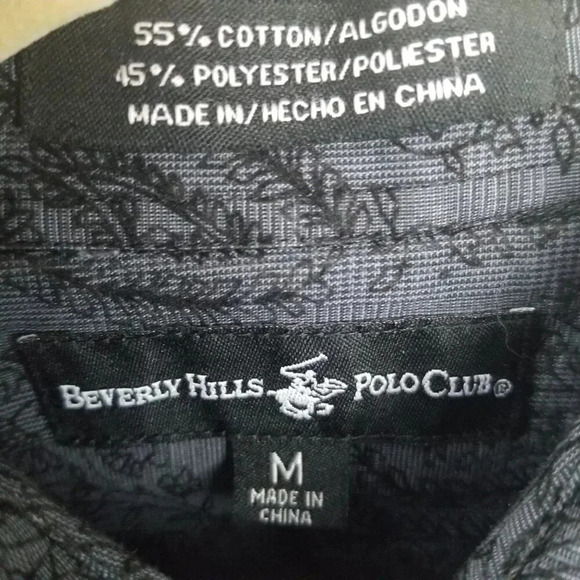 55% COTTON/ALGODON
45% POLYESTER/POLIESTER
MADE IN/HECHO EN CHINA
BEVERLY HILLS POLO CLUB®
M
MADE IN
CHINA